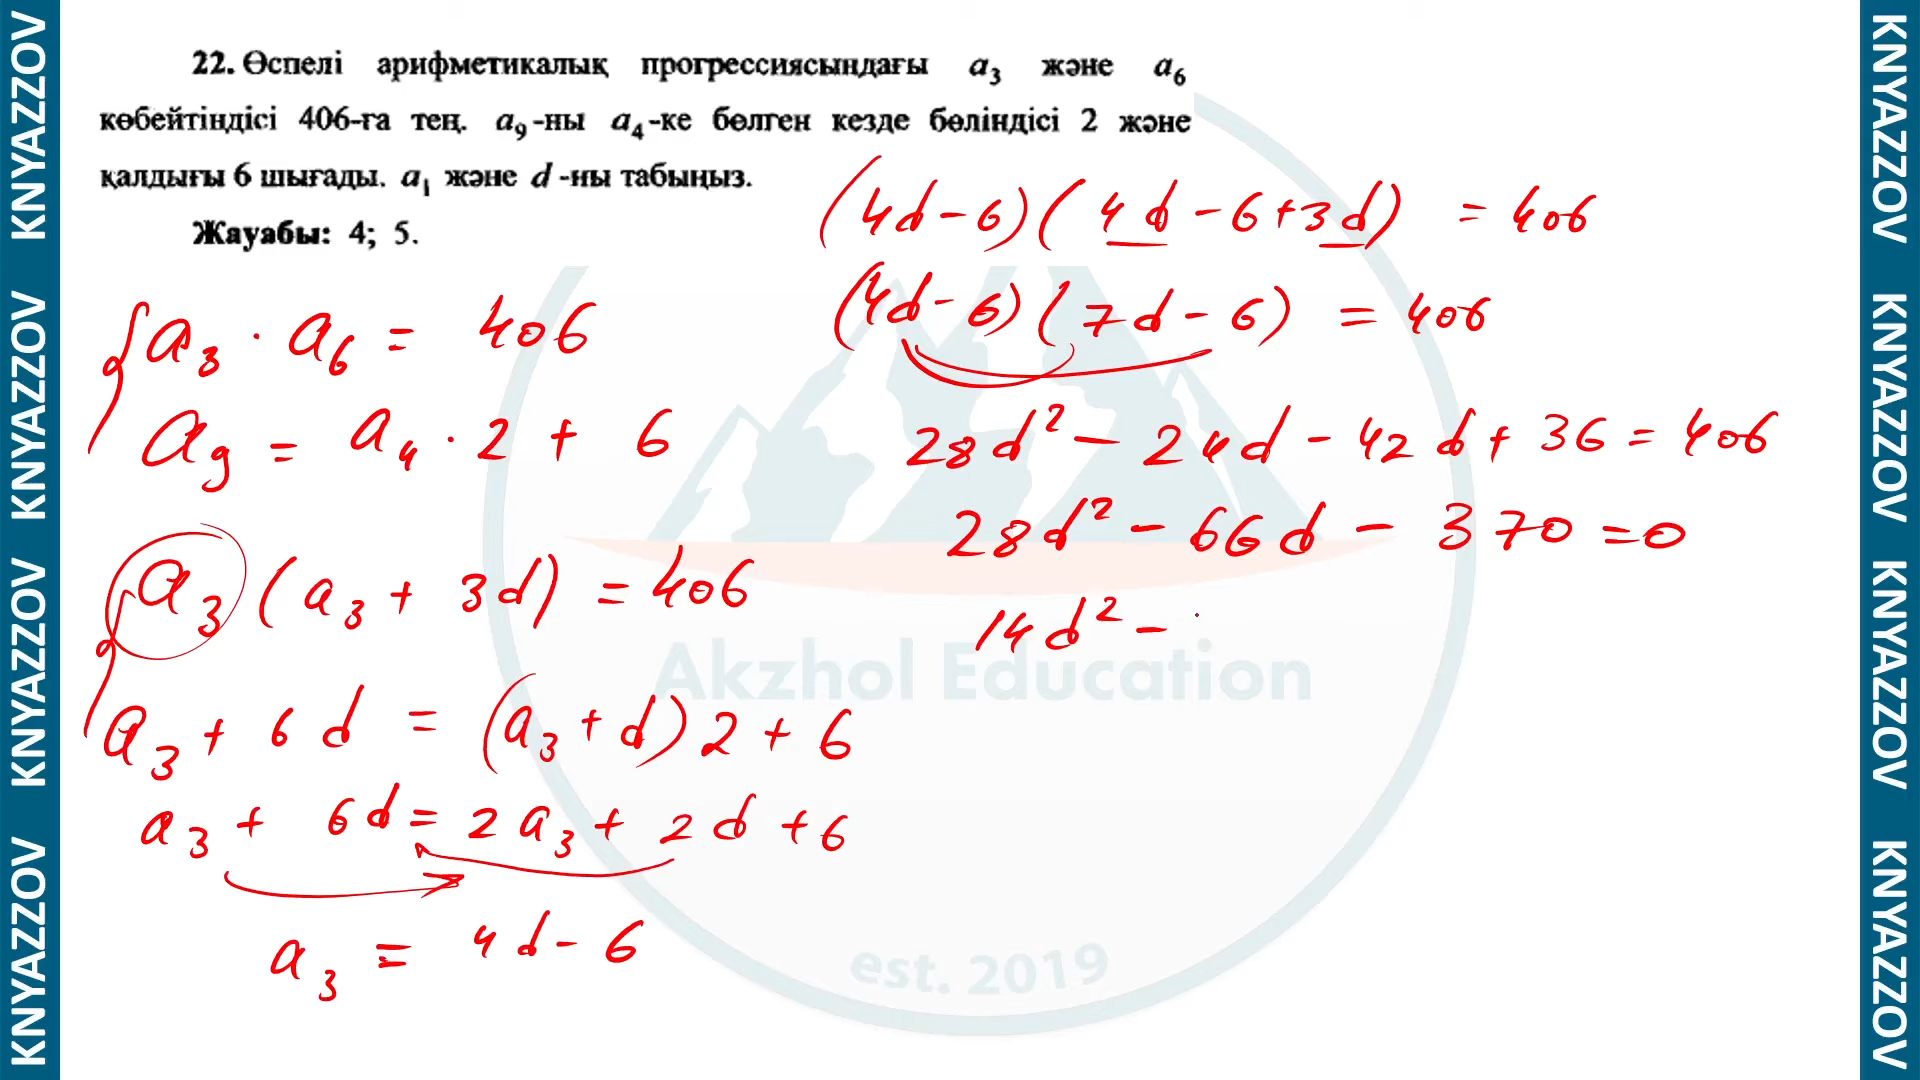 22. Өспелі арифметикалық прогрессиясындағы a₃ және a₆
көбейтіндісі 406-ға тең. a₉-ны a₄-ке бөлген кезде бөліндісі 2 және
қалдығы 6 шығады. a₁ және d-ны табыңыз.
Жауабы: 4; 5.
a₃ · a₆ = 406
a₉ = a₄ · 2 + 6
a₃ (a₃ + 3d) = 406
a₃ + 6d = (a₃ + d) 2 + 6
a₃ + 6d = 2a₃ + 2d + 6
a₃ = 4d - 6
(4d - 6)(4d - 6 + 3d) = 406
(4d - 6)(7d - 6) = 406
28d² - 24d - 42d + 36 = 406
28d² - 66d - 370 = 0
14d² -
Akzhol Education
est. 2019
KNYAZZOV KNYAZZOV KNYAZZOV KNYAZZOV
KNYAZZOV KNYAZZOV KNYAZZOV KNYAZZOV